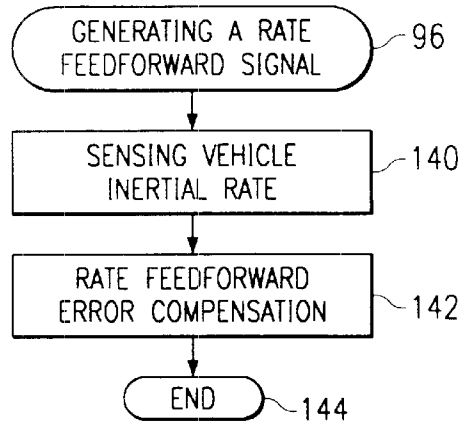 GENERATING A RATE
FEEDFORWARD SIGNAL
96
SENSING VEHICLE
INERTIAL RATE
140
RATE FEEDFORWARD
ERROR COMPENSATION
142
END
144